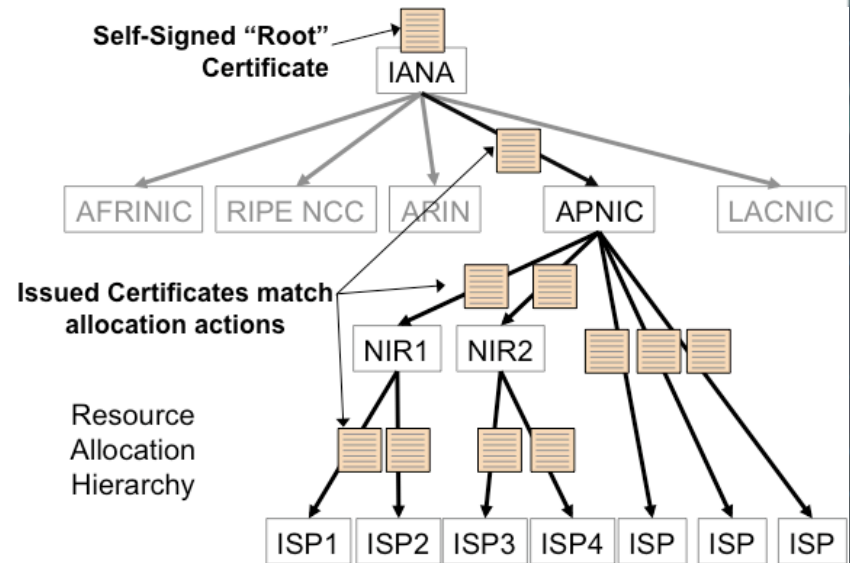 Self-Signed “Root”
Certificate
IANA
AFRINIC
RIPE NCC
ARIN
APNIC
LACNIC
Issued Certificates match
allocation actions
NIR1
NIR2
Resource
Allocation
Hierarchy
ISP1
ISP2
ISP3
ISP4
ISP
ISP
ISP